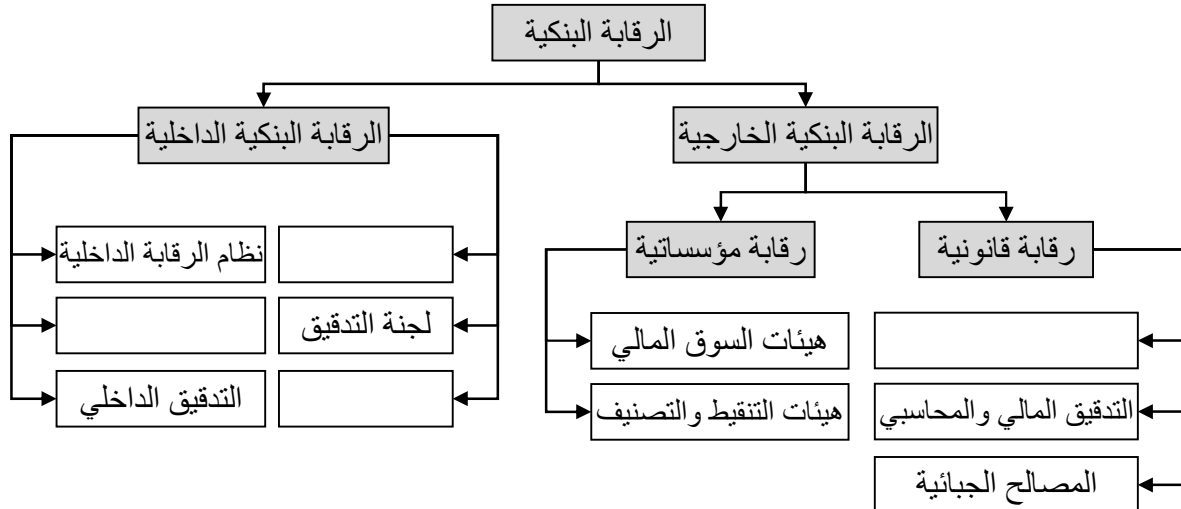 الرقابة البنكية
الرقابة البنكية الخارجية
الرقابة البنكية الداخلية
رقابة قانونية
رقابة مؤسساتية
التدقيق المالي والمحاسبي
المصالح الجبائية
هيئات السوق المالي
هيئات التنقيط والتصنيف
لجنة التدقيق
نظام الرقابة الداخلية
التدقيق الداخلي